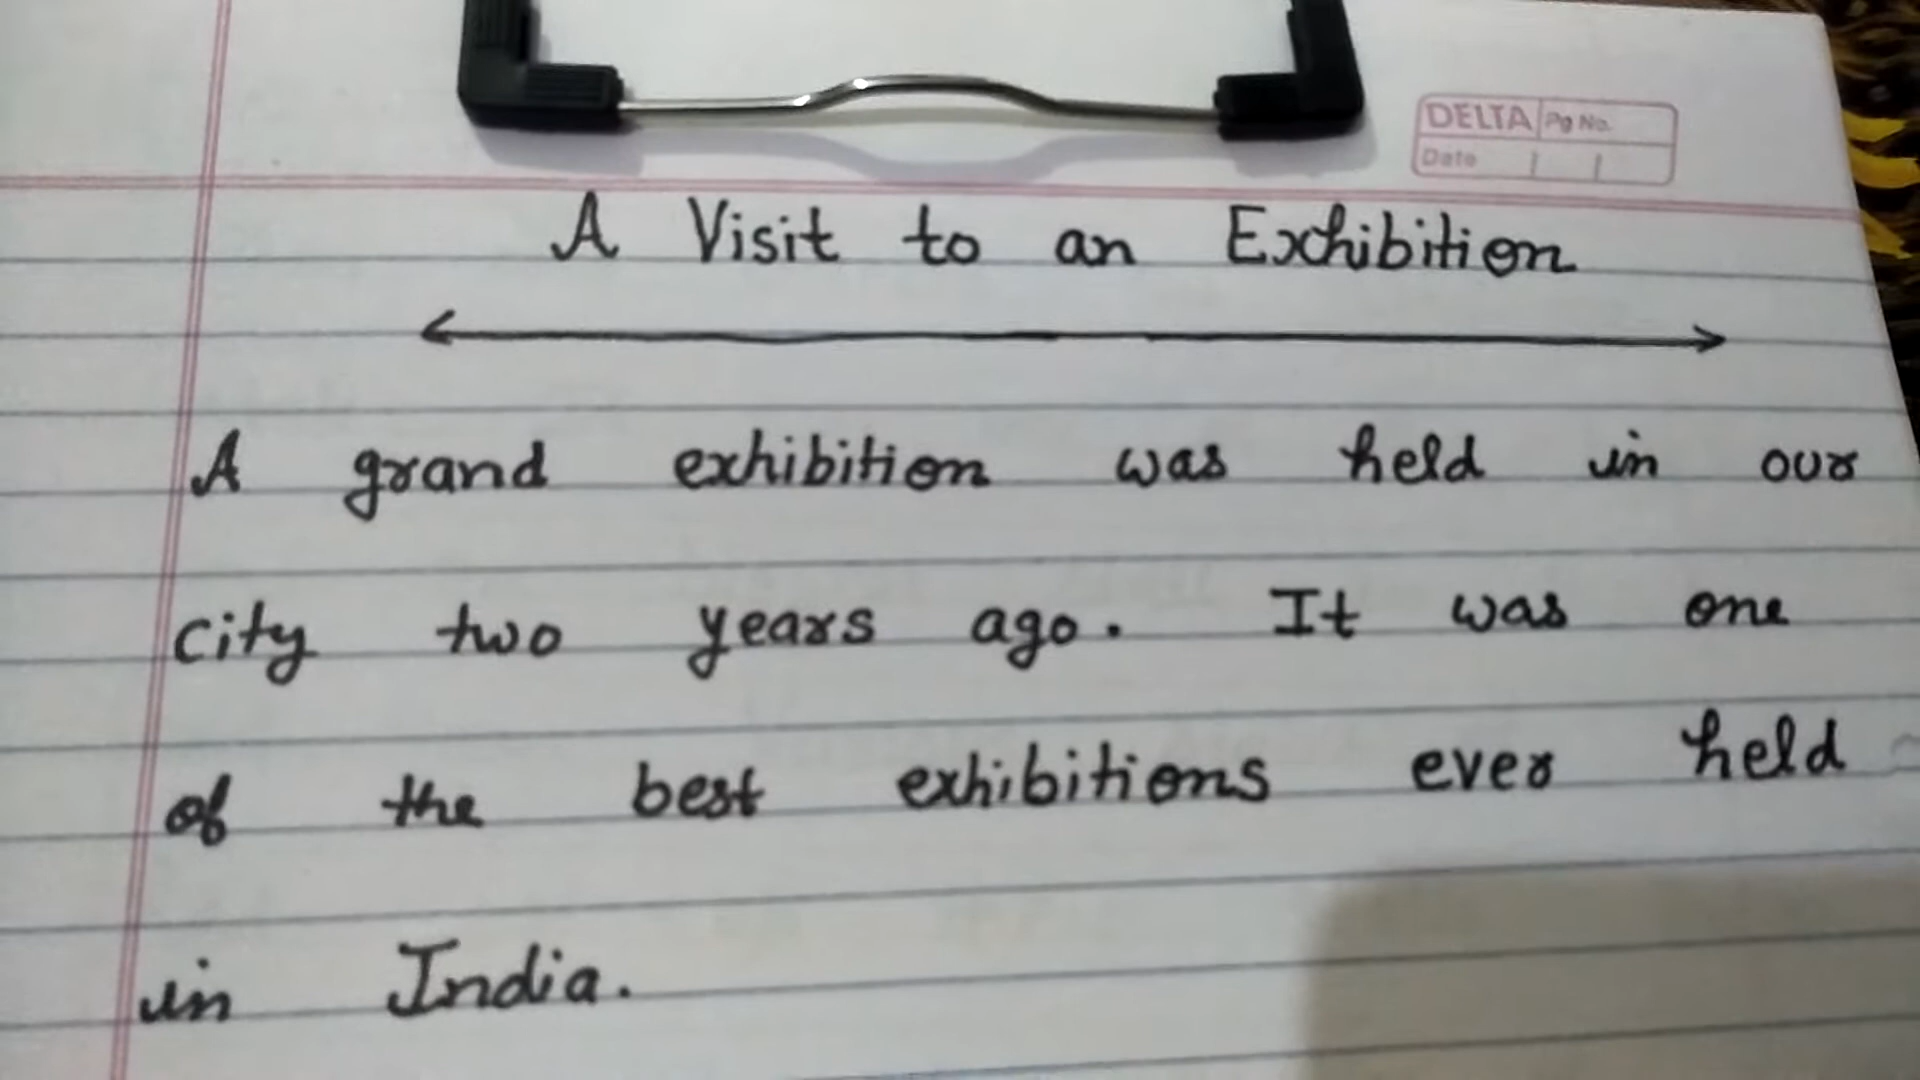 DELTA Pg No.
Date
A Visit to an Exhibition
A grand exhibition was held in our
city two years ago. It was one
of the best exhibitions ever held
in India.